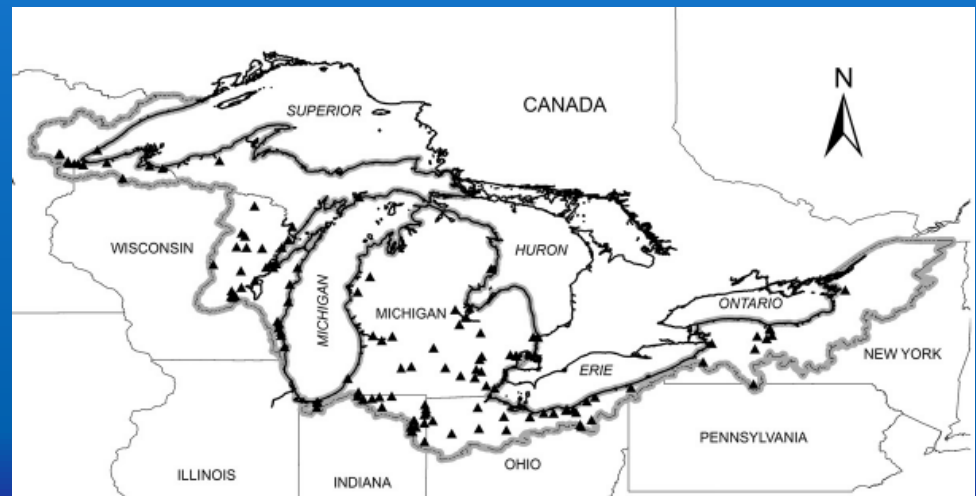 N
SUPERIOR
CANADA
WISCONSIN
HURON
MICHIGAN
MICHIGAN
ONTARIO
NEW YORK
ERIE
PENNSYLVANIA
OHIO
ILLINOIS
INDIANA